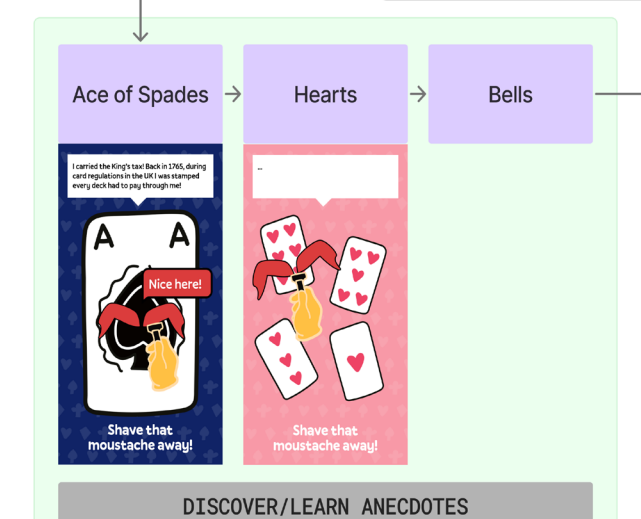 Ace of Spades
Hearts
Bells
I carried the King's tax! Back in 1765, during
card regulations in the UK I was stamped
every deck had to pay through me!
...
A A
Nice here!
Shave that
moustache away!
Shave that
moustache away!
DISCOVER/LEARN ANECDOTES